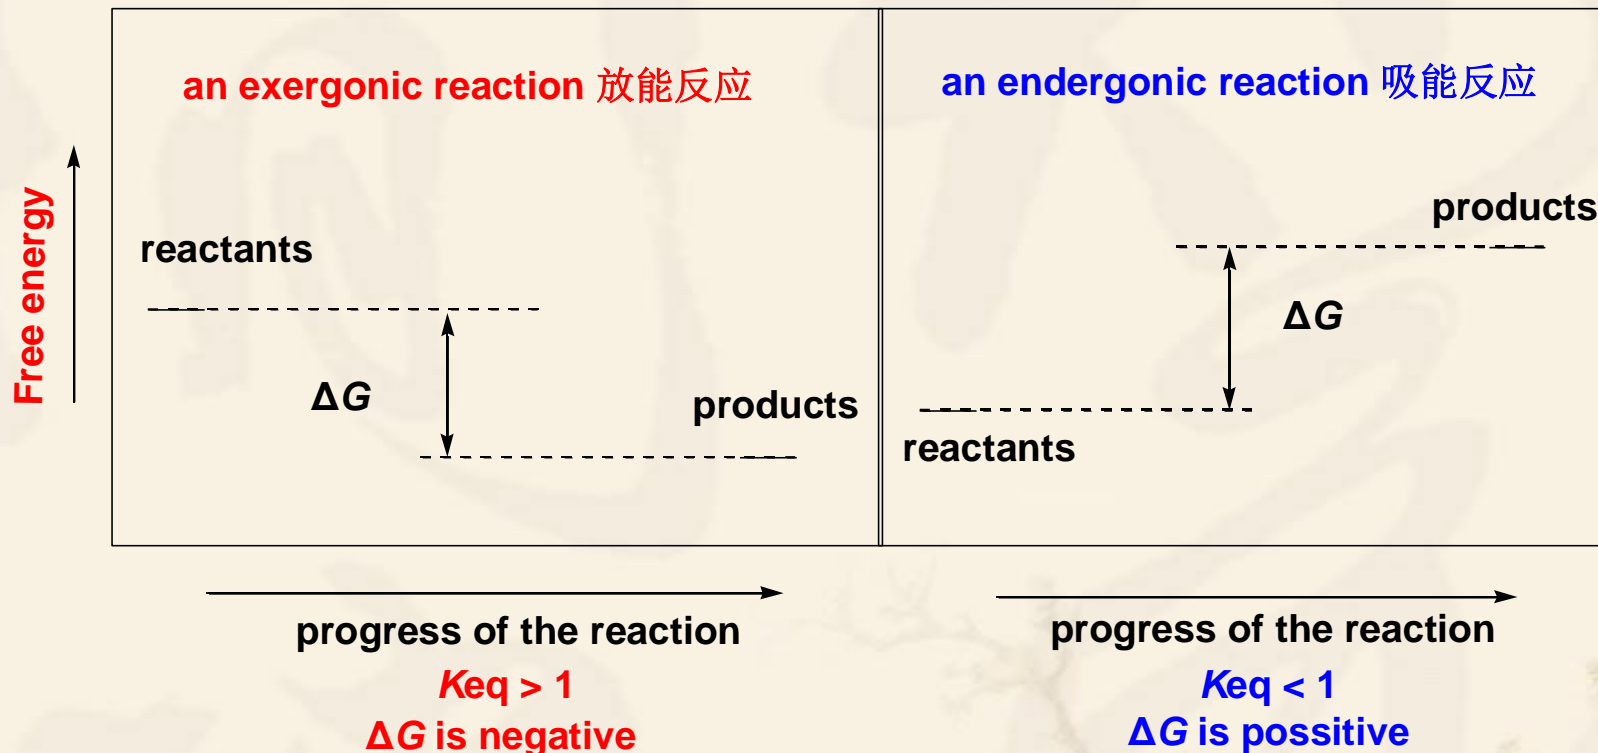 an exergonic reaction 放能反应
an endergonic reaction 吸能反应
Free energy
reactants
ΔG
products
products
ΔG
reactants
progress of the reaction
Keq > 1
ΔG is negative
progress of the reaction
Keq < 1
ΔG is possitive